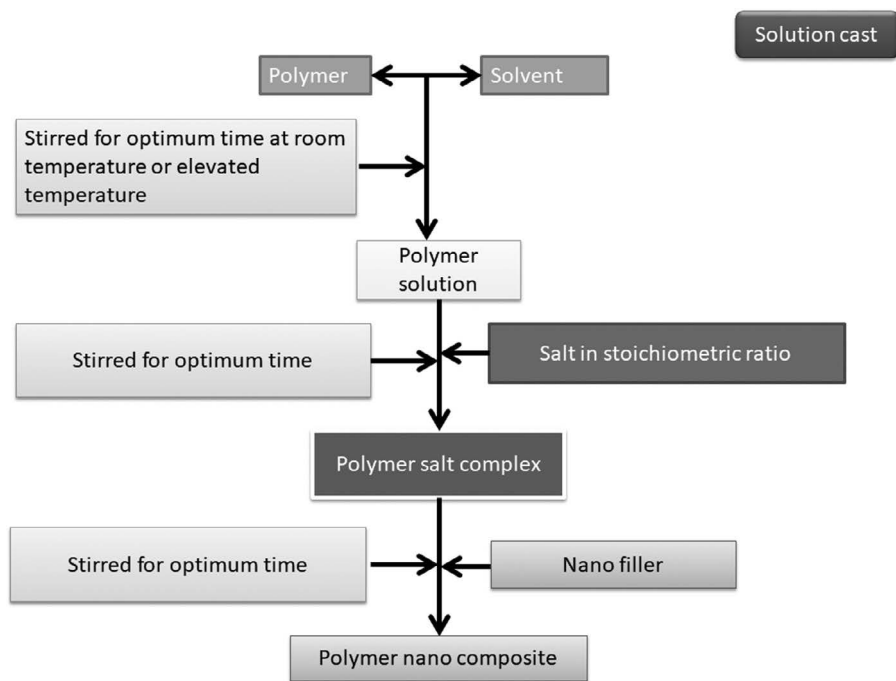 Solution cast
Polymer
Solvent
Stirred for optimum time at room
temperature or elevated
temperature
Polymer
solution
Stirred for optimum time
Salt in stoichiometric ratio
Polymer salt complex
Stirred for optimum time
Nano filler
Polymer nano composite